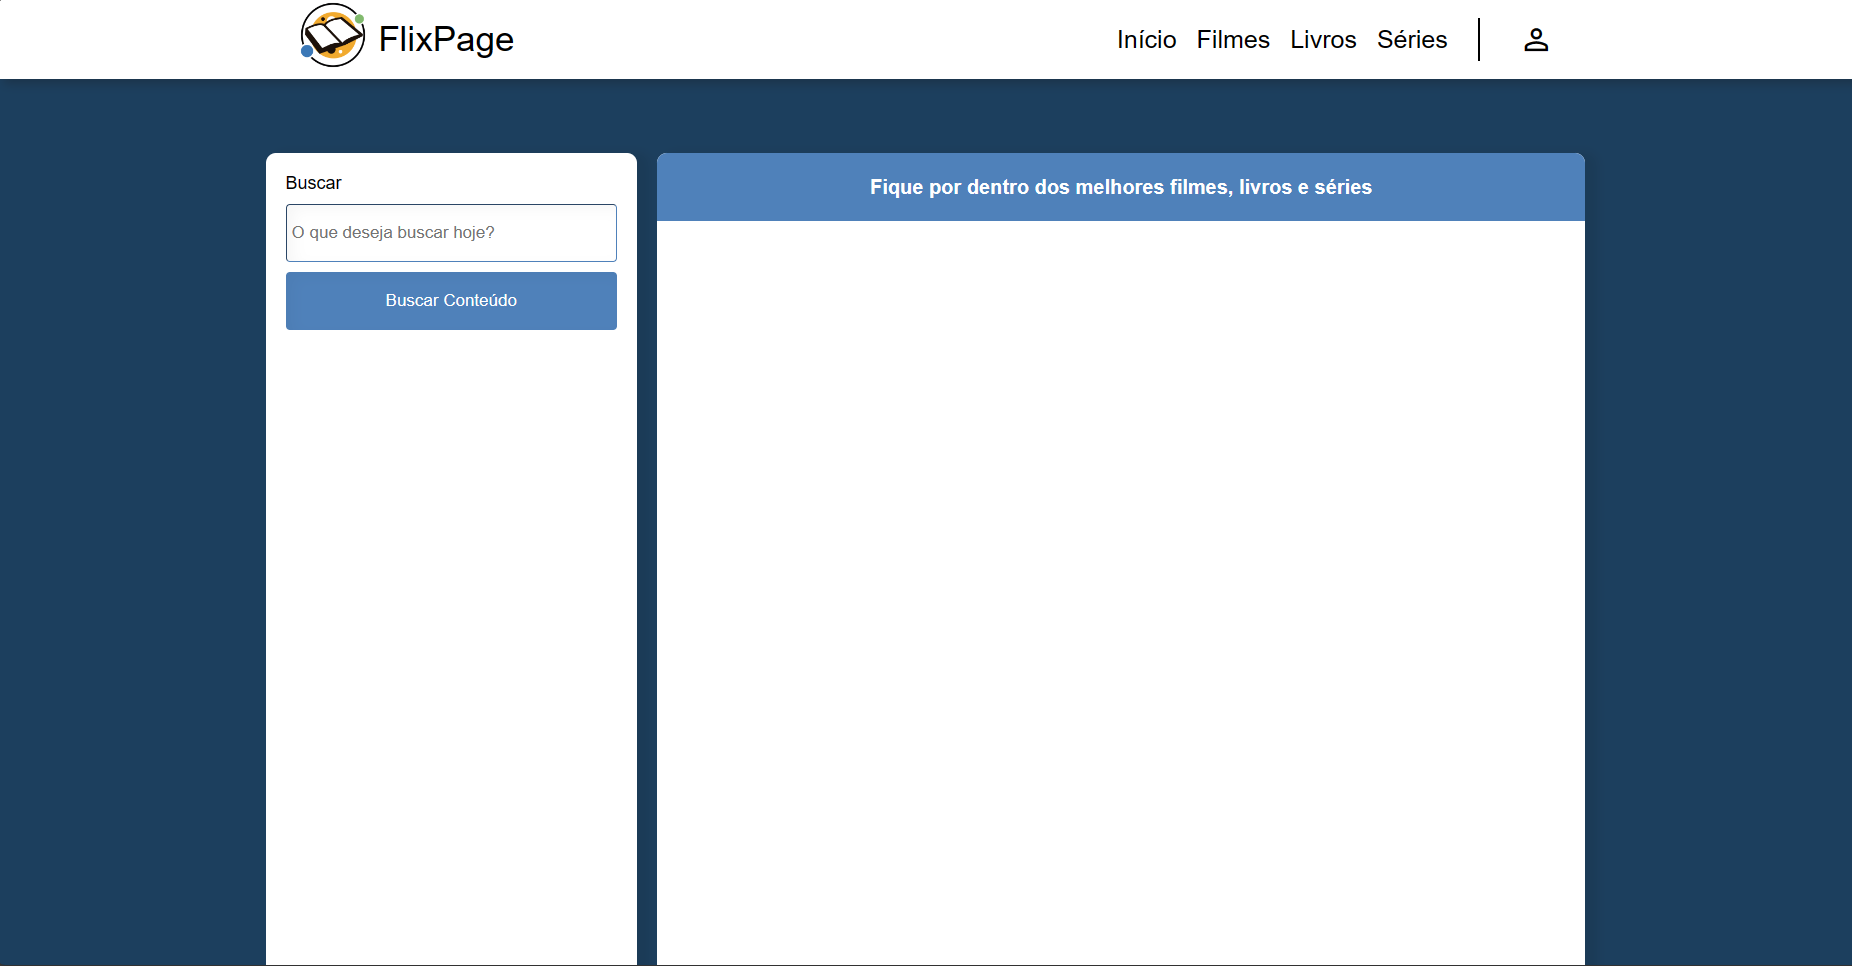 FlixPage
Início Filmes Livros Séries
Buscar
O que deseja buscar hoje?
Buscar Conteúdo
Fique por dentro dos melhores filmes, livros e séries